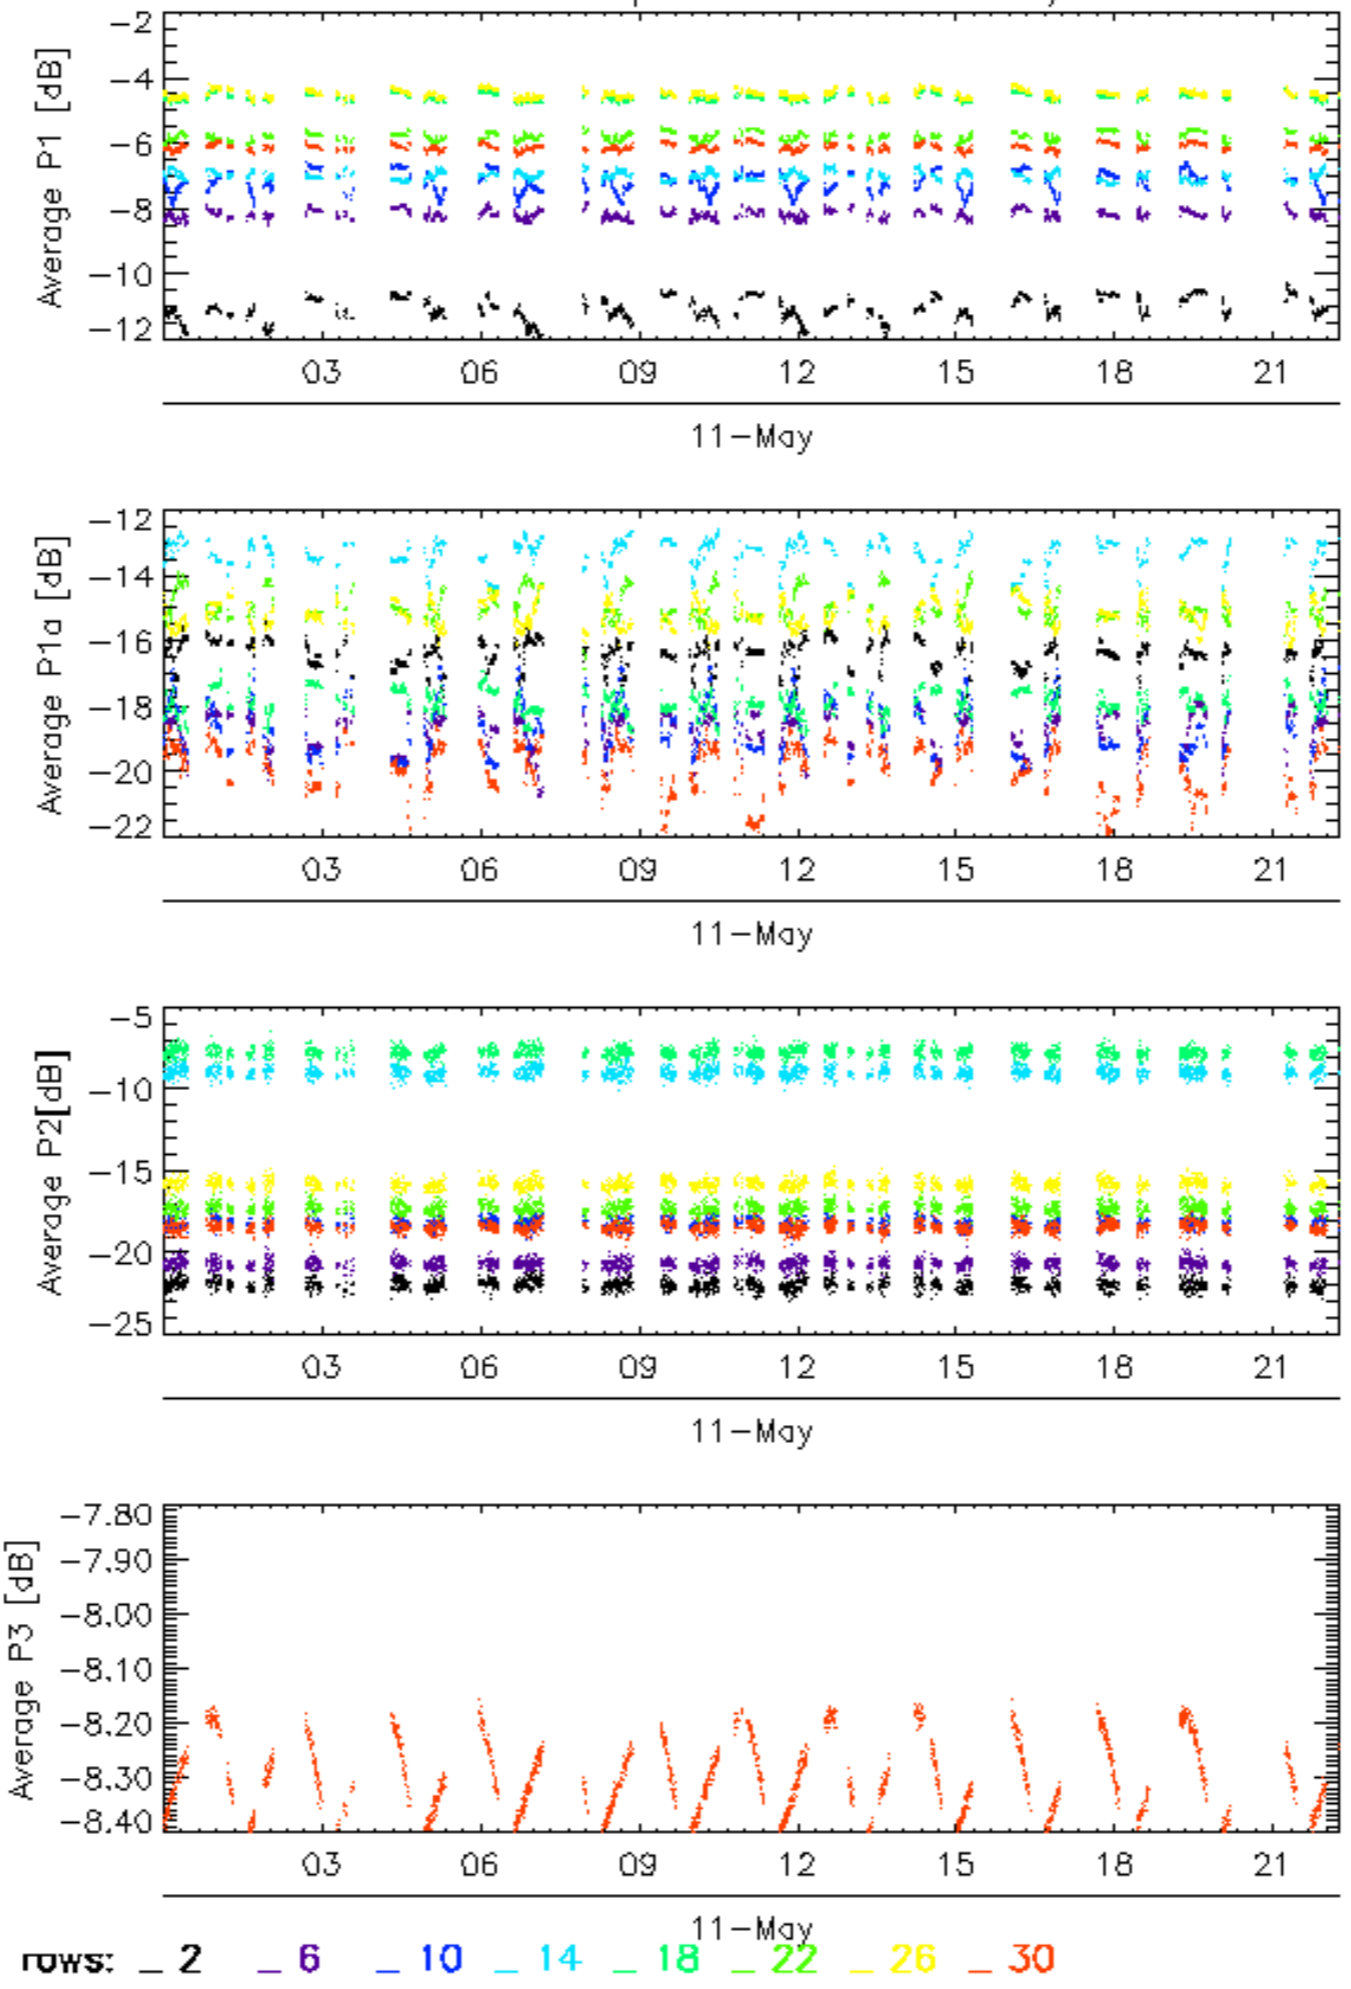 Average P1 [dB]
-2
-4
-6
-8
-10
-12
03 06 09 12 15 18 21
11-May
Average P1a [dB]
-12
-14
-16
-18
-20
-22
03 06 09 12 15 18 21
11-May
Average P2[dB]
-5
-10
-15
-20
-25
03 06 09 12 15 18 21
11-May
Average P3 [dB]
-7.80
-7.90
-8.00
-8.10
-8.20
-8.30
-8.40
03 06 09 12 15 18 21
11-May
rows: _ 2 _ 6 _ 10 _ 14 _ 18 _ 22 _ 26 _ 30